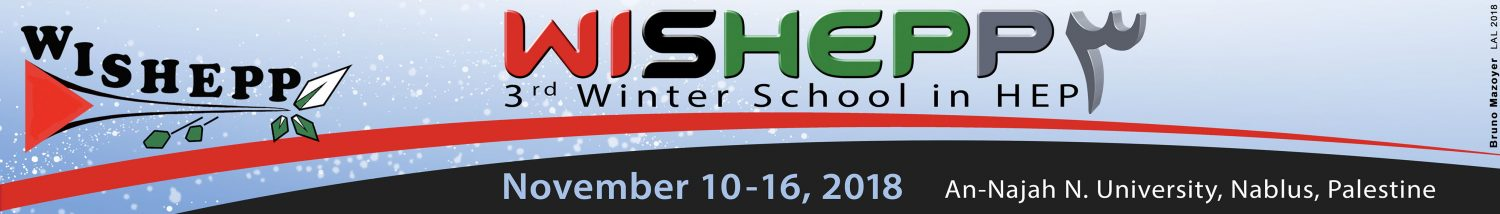 WISHEPP
WISHEPP٣
3rd Winter School in HEP
November 10-16, 2018 An-Najah N. University, Nablus, Palestine
Bruno Mazoyer LAL 2018